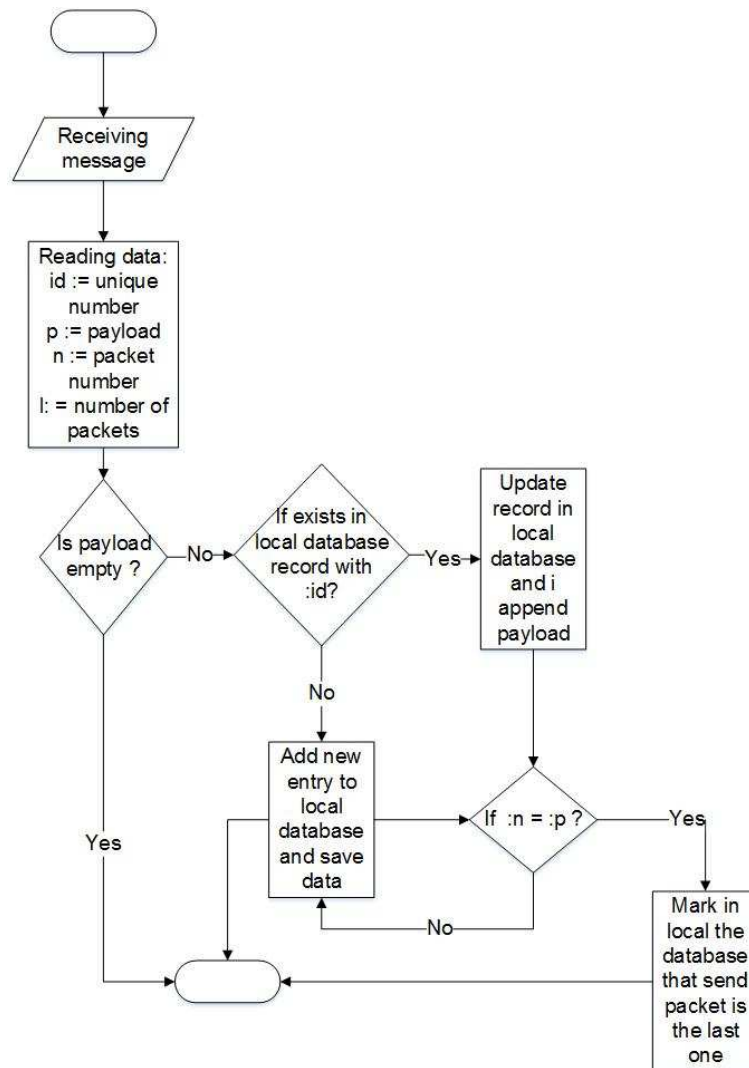 Receiving
message
Reading data:
id := unique
number
p := payload
n := packet
number
l: = number of
packets
Is payload
empty ?
No
If exists in
local database
record with
:id?
Yes
Update
record in
local
database
and i
append
payload
No
Add new
entry to
local
database
and save
data
If :n = :p ?
Yes
No
Yes
Mark in
local the
database
that send
packet is
the last
one